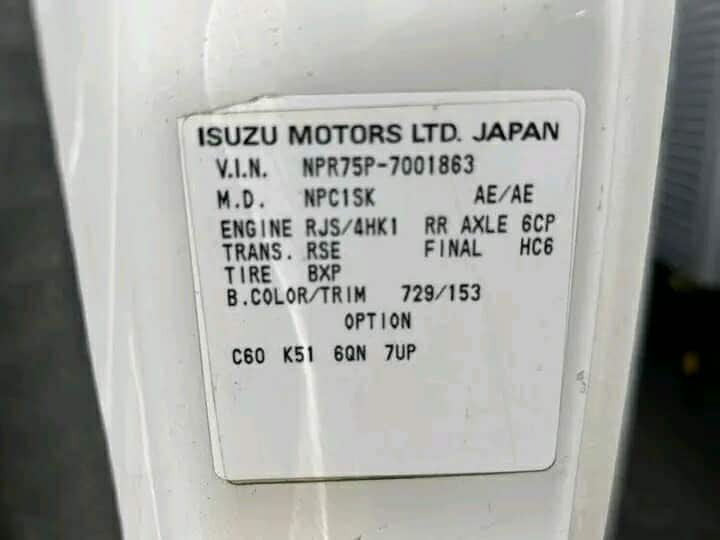 ISUZU MOTORS LTD. JAPAN
V.I.N. NPR75P-7001863
M.D. NPC1SK AE/AE
ENGINE RJS/4HK1 RR AXLE 6CP
TRANS. RSE FINAL HC6
TIRE BXP
B.COLOR/TRIM 729/153
OPTION
C60 K51 6QN 7UP